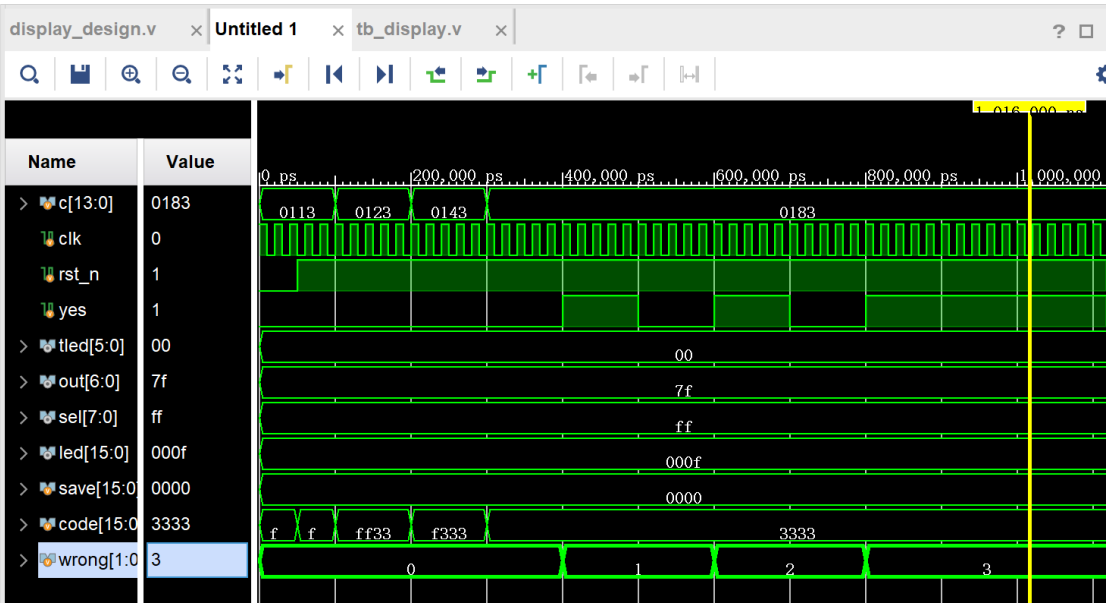 display_design.v × Untitled 1 × tb_display.v × ?
Name Value
1,016,000 ps
0 ps 200,000 ps 400,000 ps 600,000 ps 800,000 ps 1,000,000
c[13:0] 0183 0113 0123 0143 0183
clk 0
rst_n 1
yes 1
tled[5:0] 00 00
out[6:0] 7f 7f
sel[7:0] ff ff
led[15:0] 000f 000f
save[15:0] 0000 0000
code[15:0 3333 f f ff33 f333 3333
wrong[1:0 3 0 1 2 3